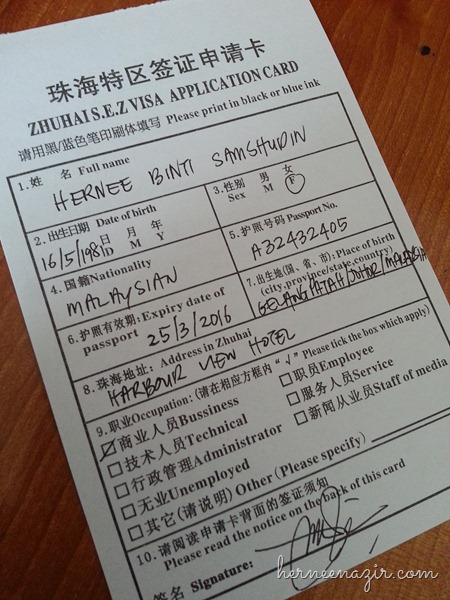 珠海特区签证申请卡
ZHUHAI S.E.Z VISA APPLICATION CARD
请用黑/蓝色笔印刷体填写 Please print in black or blue ink
1.姓 名 Full name
HERNEE BINTI SAMSHUDIN
2.出生日期 Date of birth
日 月 年
D M Y
16/5/1981
3.性别 男 女
Sex M F
4.国籍Nationality
MALAYSIAN
5.护照号码Passport No.
A32432405
6.护照有效期:Expiry date of
passport 25/3/2016
7.出生地(国、省、市):Place of birth
(city,province/state,country)
GELANG PATAH/JOHOR/MALAYSIA
8.珠海地址: Address in Zhuhai
HARBOUR VIEW HOTEL
9.职业Occupation:(请在相应方框内“√”Please tick the box which apply)
商业人员Bussiness
职员Employee
技术人员Technical
服务人员Service
行政管理Administrator
新闻从业员Staff of media
无业Unemployed
其它(请说明) Other (Please specify)
10.请阅读申请卡背面的签证须知
Please read the notice on the back of this card
签名 Signature:
herneenazir.com